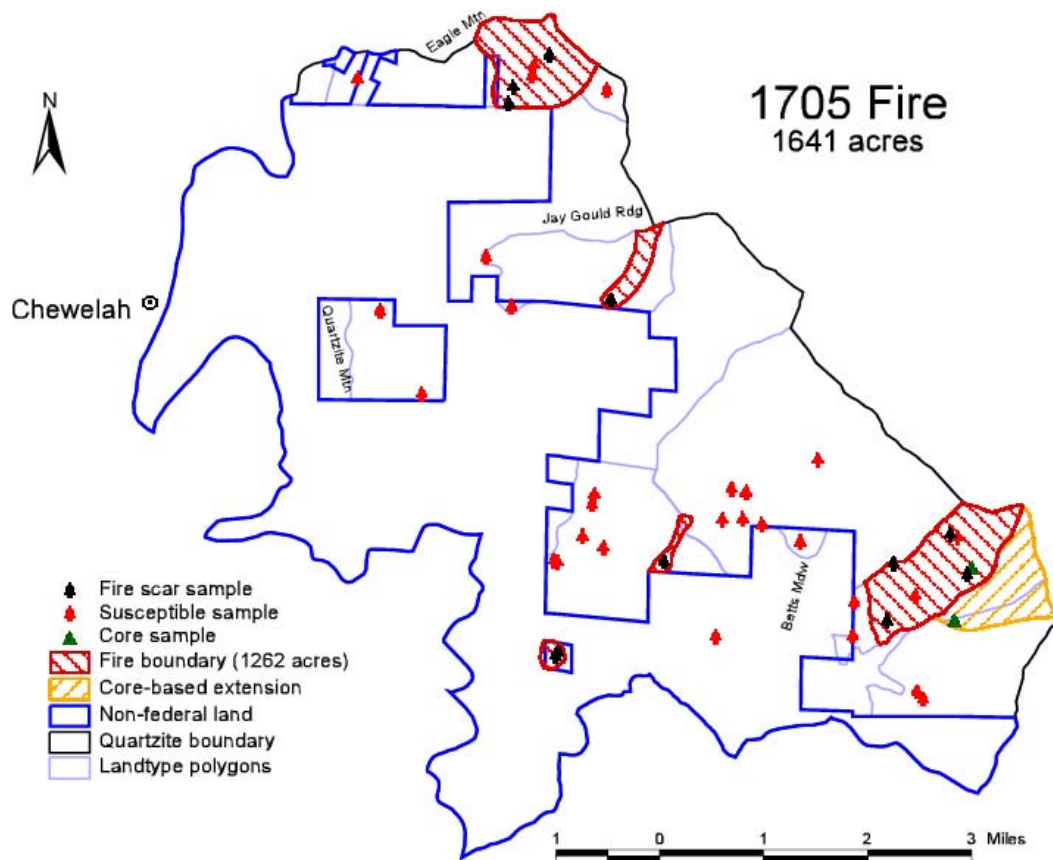 Eagle Mtn
1705 Fire
1641 acres
N
Jay Gould Rdg
Chewelah
Quartzite Mtn
Betts Mdw
Fire scar sample
Susceptible sample
Core sample
Fire boundary (1262 acres)
Core-based extension
Non-federal land
Quartzite boundary
Landtype polygons
1 0 1 2 3 Miles